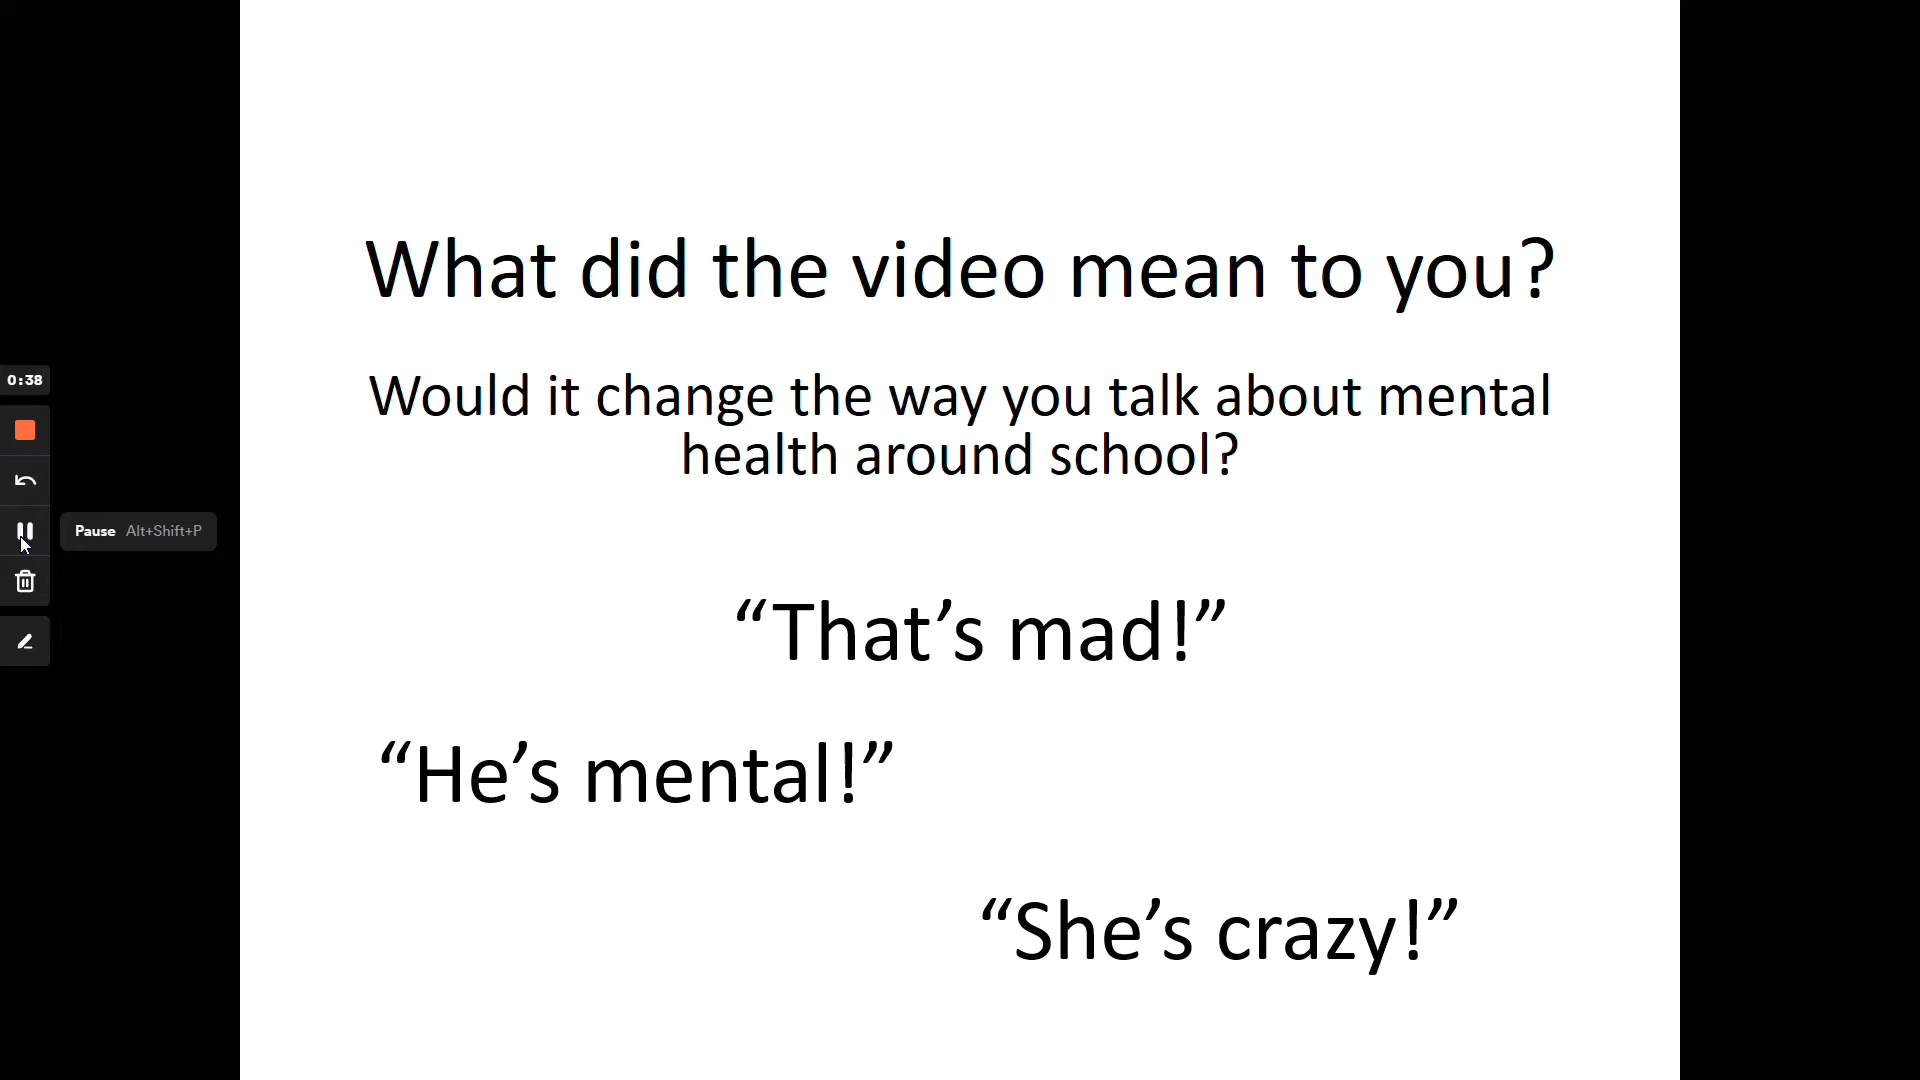 What did the video mean to you?
Would it change the way you talk about mental
health around school?
0:38
Pause Alt+Shift+P
“That’s mad!”
“He’s mental!”
“She’s crazy!”